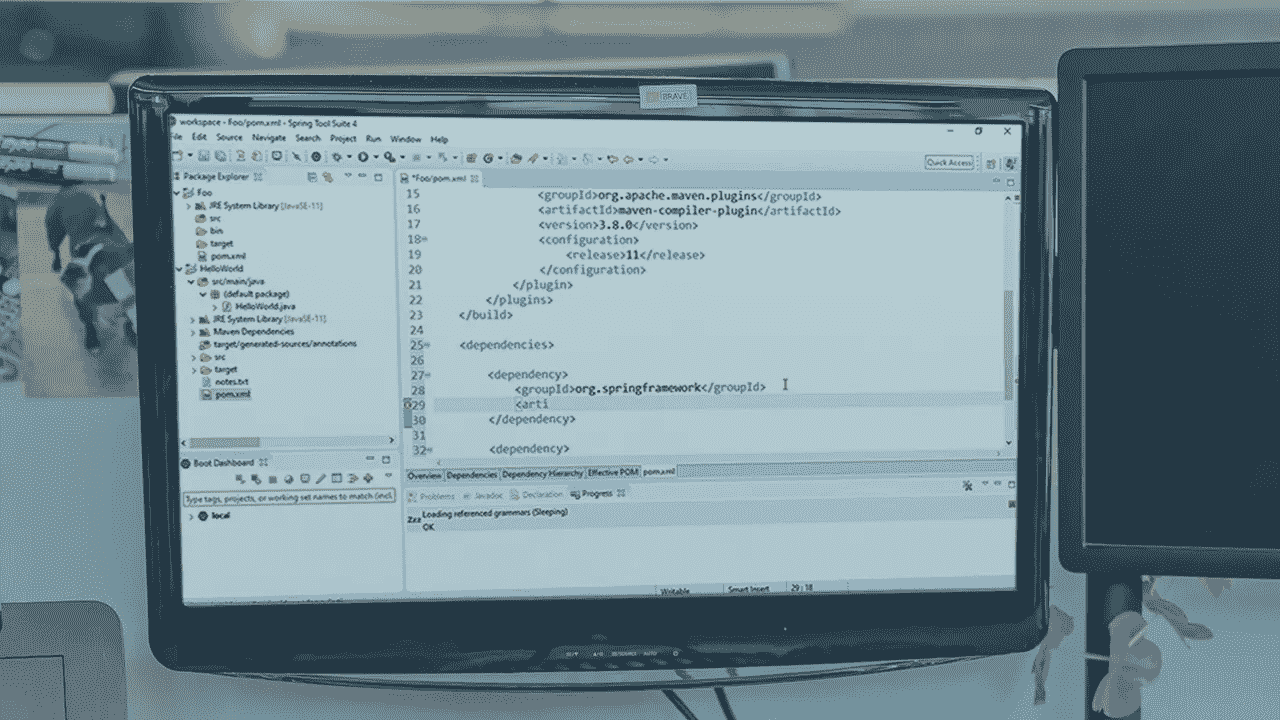 BRAVE
workspace - Foo/pom.xml - Spring Tool Suite 4
File Edit Source Navigate Search Project Run Window Help
Quick Access
Package Explorer
Foo
JRE System Library [JavaSE-11]
src
bin
target
pom.xml
HelloWorld
src/main/java
(default package)
HelloWorld.java
JRE System Library [JavaSE-11]
Maven Dependencies
target/generated-sources/annotations
src
target
notes.txt
pom.xml
Boot Dashboard
Type tags, projects, or working set names to match (incl.
local
*Foo/pom.xml
15 <groupId>org.apache.maven.plugins</groupId>
16 <artifactId>maven-compiler-plugin</artifactId>
17 <version>3.8.0</version>
18 <configuration>
19 <release>11</release>
20 </configuration>
21 </plugin>
22 </plugins>
23 </build>
24
25 <dependencies>
26
27 <dependency>
28 <groupId>org.springframework</groupId>
29 <arti
30 </dependency>
31
32 <dependency>
Overview Dependencies Dependency Hierarchy Effective POM pom.xml
Problems Javadoc Declaration Progress
Loading referenced grammars (Sleeping)
OK
Writable Smart Insert 29 : 18
AUTO